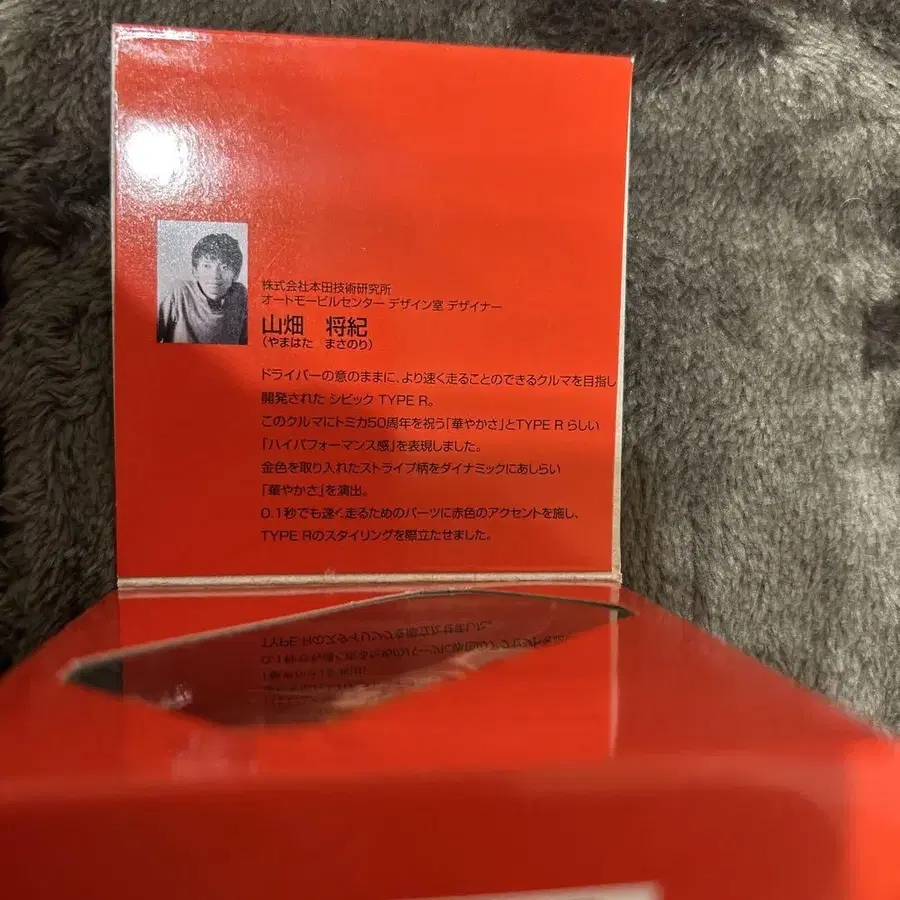 株式会社本田技術研究所
オートモービルセンター デザイン室 デザイナー
山畑　将紀
(やまはた　まさのり)
ドライバーの意のままに、より速く走ることのできるクルマを目指し
開発された シビック TYPE R。
このクルマにトミカ50周年を祝う「華やかさ」とTYPE R らしい
「ハイパフォーマンス感」を表現しました。
金色を取り入れたストライプ柄をダイナミックにあしらい
「華やかさ」を演出。
0.1秒でも速く走るためのパーツに赤色のアクセントを施し、
TYPE Rのスタイリングを際立たせました。